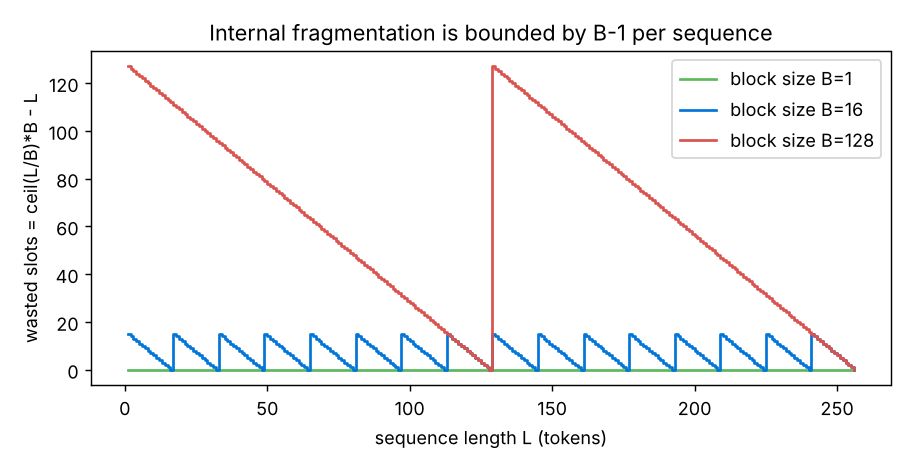 Internal fragmentation is bounded by B-1 per sequence
wasted slots = ceil(L/B)*B - L
120
100
80
60
40
20
0
block size B=1
block size B=16
block size B=128
0
50
100
150
200
250
sequence length L (tokens)